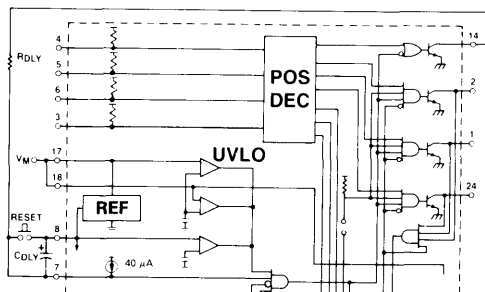 4
14
RDLY
5
POS
DEC
6
2
3
UVLO
1
VM
17
18
24
REF
RESET
8
CDLY
40 μA
7